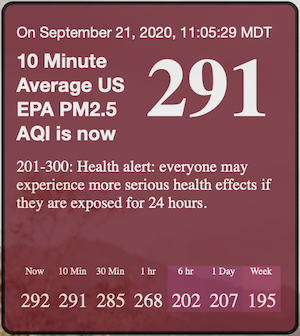 On September 21, 2020, 11:05:29 MDT
10 Minute
Average US
EPA PM2.5
AQI is now
291
201-300: Health alert: everyone may
experience more serious health effects if
they are exposed for 24 hours.
Now 10 Min 30 Min 1 hr 6 hr 1 Day Week
292 291 285 268 202 207 195